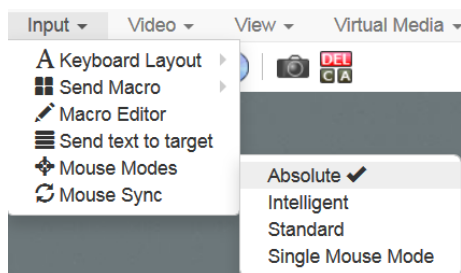 Input Video View Virtual Media
A Keyboard Layout
DEL
Send Macro
C A
Macro Editor
Send text to target
Mouse Modes
Mouse Sync
Absolute
Intelligent
Standard
Single Mouse Mode